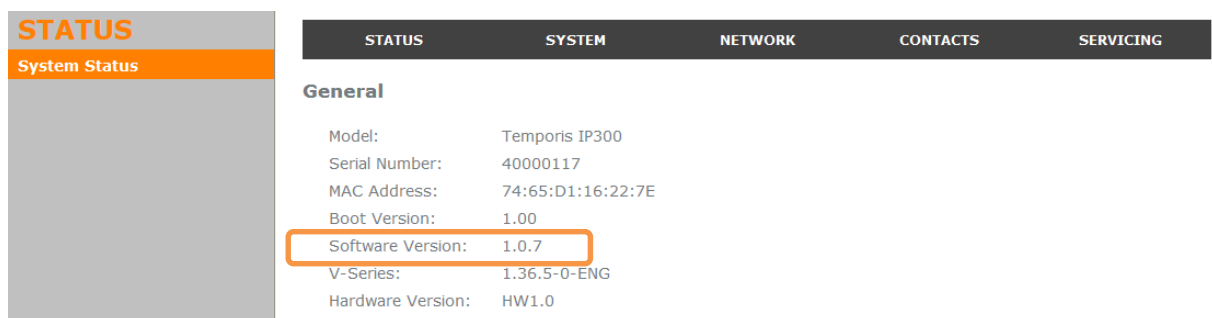 STATUS
System Status
STATUS SYSTEM NETWORK CONTACTS SERVICING
General
Model: Temporis IP300
Serial Number: 40000117
MAC Address: 74:65:D1:16:22:7E
Boot Version: 1.00
Software Version: 1.0.7
V-Series: 1.36.5-0-ENG
Hardware Version: HW1.0